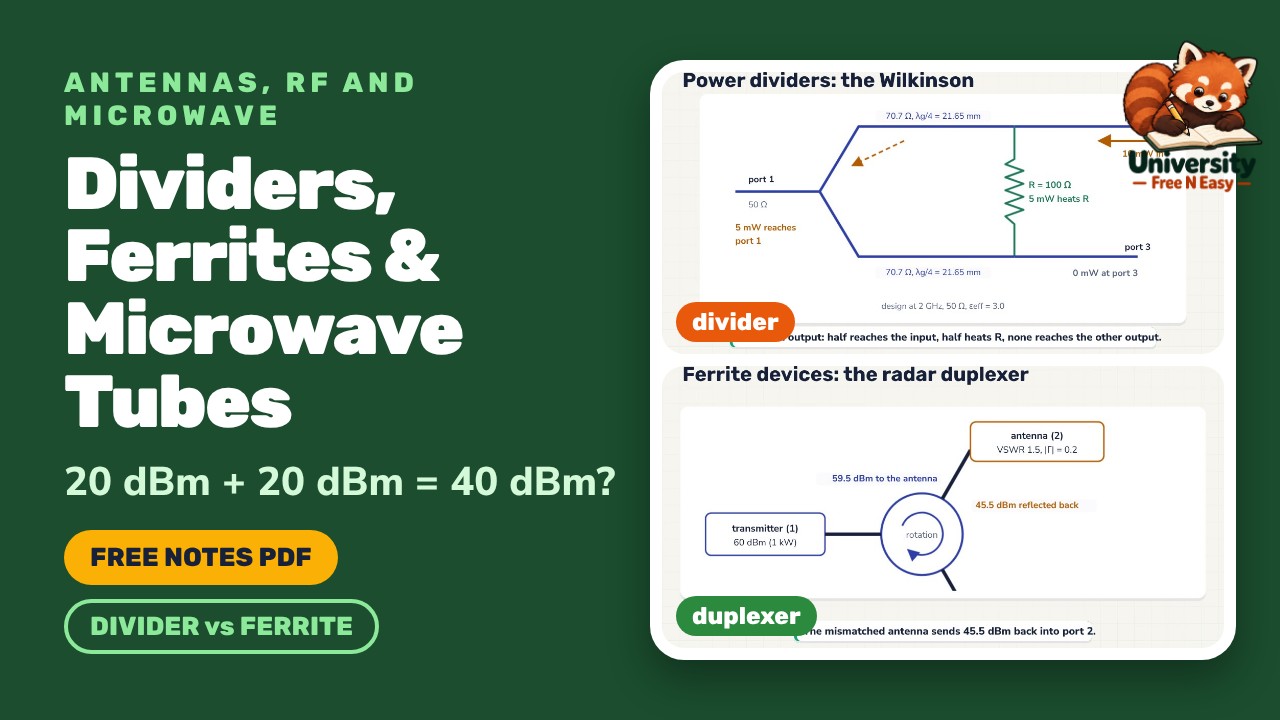 ANTENNAS, RF AND
MICROWAVE
Dividers,
Ferrites &
Microwave
Tubes
20 dBm + 20 dBm = 40 dBm?
FREE NOTES PDF
DIVIDER vs FERRITE
Power dividers: the Wilkinson
70.7 Ω, λg/4 = 21.65 mm
port 1
50 Ω
5 mW reaches
port 1
R = 100 Ω
5 mW heats R
port 3
0 mW at port 3
70.7 Ω, λg/4 = 21.65 mm
design at 2 GHz, 50 Ω, εeff = 3.0
divider
output: half reaches the input, half heats R, none reaches the other output.
University
Free N Easy
Ferrite devices: the radar duplexer
antenna (2)
VSWR 1.5, |Γ| = 0.2
59.5 dBm to the antenna
45.5 dBm reflected back
transmitter (1)
60 dBm (1 kW)
rotation
duplexer
mismatched antenna sends 45.5 dBm back into port 2.